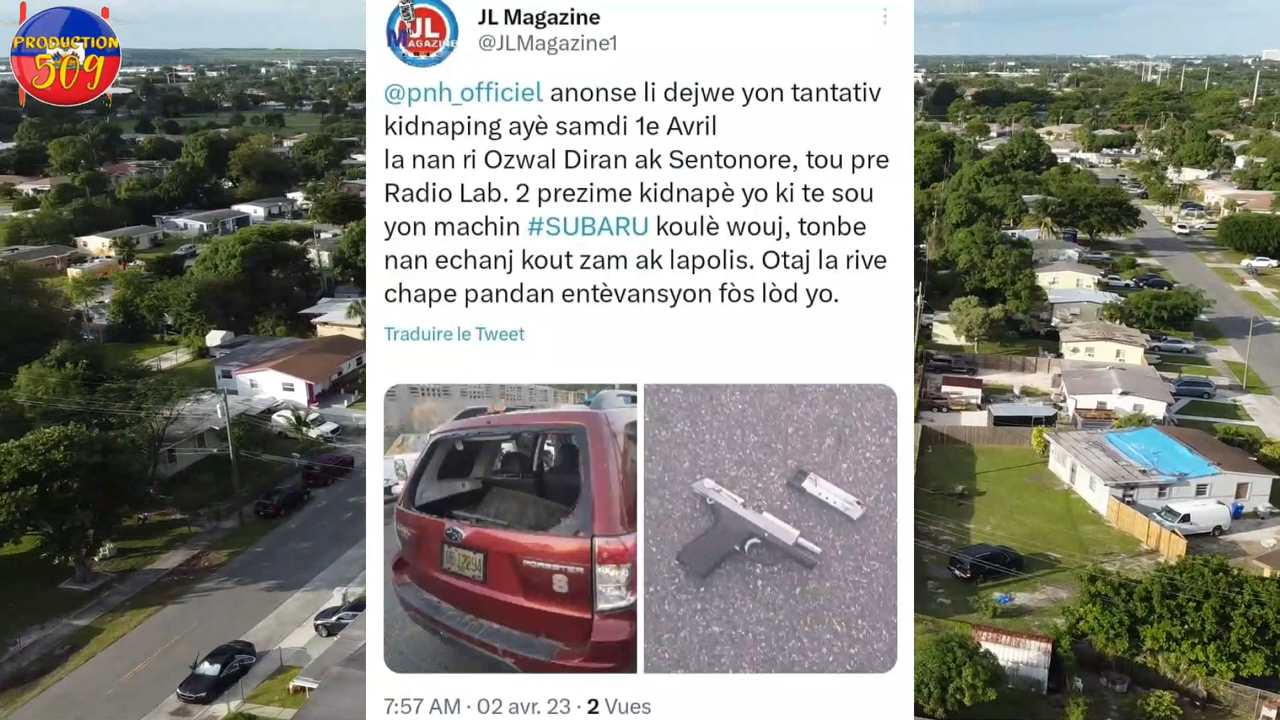 PRODUCTION
509
JL
MAGAZINE
JL Magazine
@JLMagazine1
@pnh_officiel anonse li dejwe yon tantativ
kidnaping ayè samdi 1e Avril
la nan ri Ozwal Diran ak Sentonore, tou pre
Radio Lab. 2 prezime kidnapè yo ki te sou
yon machin #SUBARU koulè wouj, tonbe
nan echanj kout zam ak lapolis. Otaj la rive
chape pandan entèvansyon fòs lòd yo.
Traduire le Tweet
FORESTER
8
7:57 AM · 02 avr. 23 · 2 Vues